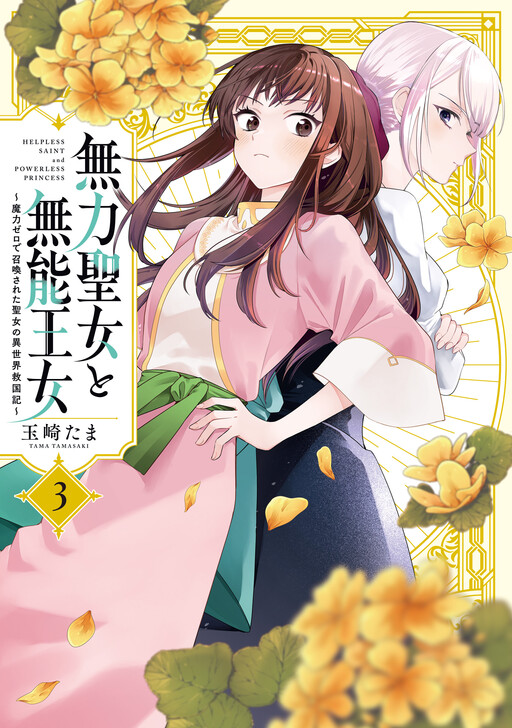 HELPLESS
SAINT
and
POWERLESS
PRINCESS
無力聖女と
無能王女
~魔力ゼロで召喚された聖女の異世界救国記~
玉崎たま
TAMA TAMASAKI
3